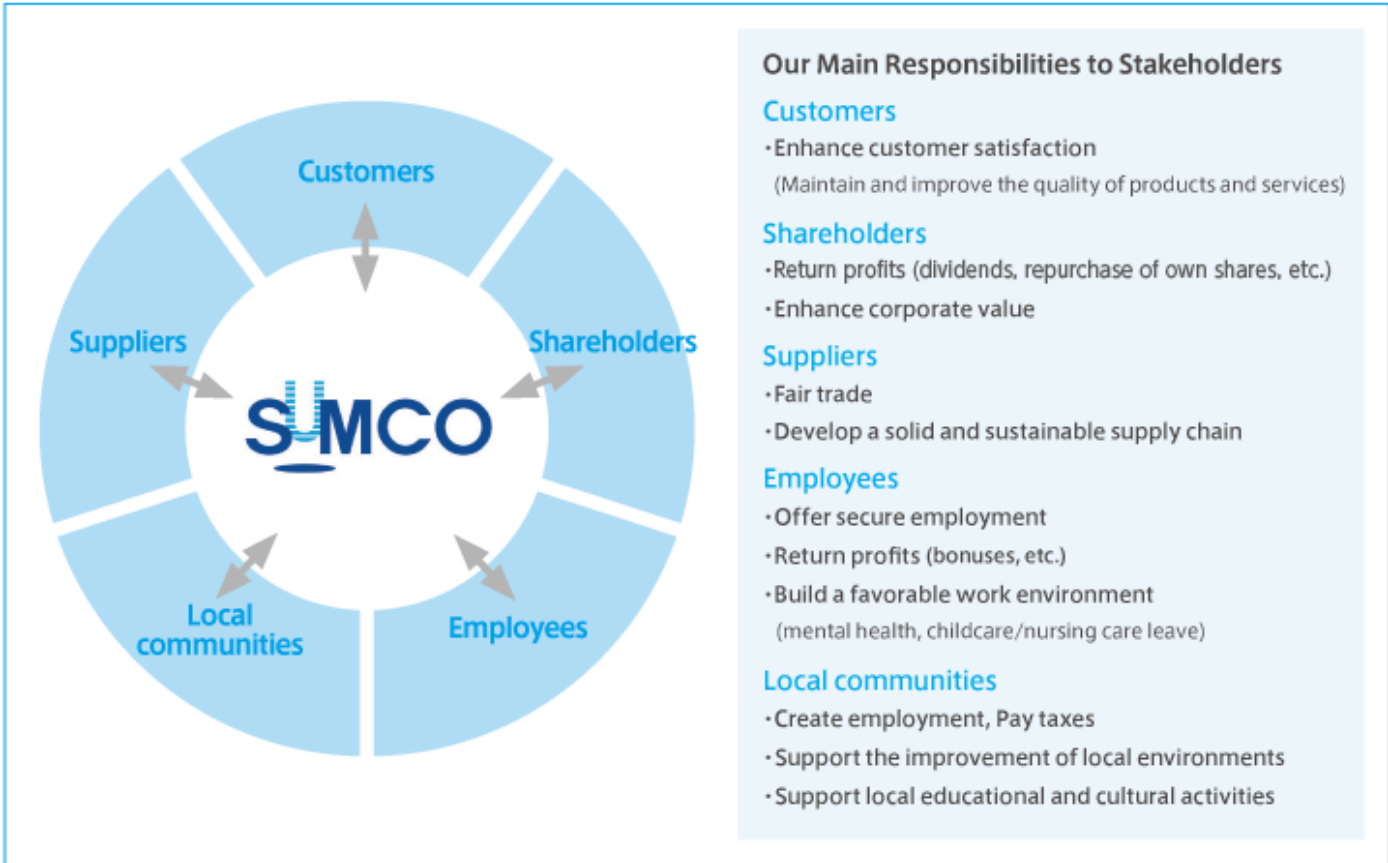 Customers
Suppliers
Shareholders
SUMCO
Local
communities
Employees
Our Main Responsibilities to Stakeholders
Customers
・Enhance customer satisfaction
(Maintain and improve the quality of products and services)
Shareholders
・Return profits (dividends, repurchase of own shares, etc.)
・Enhance corporate value
Suppliers
・Fair trade
・Develop a solid and sustainable supply chain
Employees
・Offer secure employment
・Return profits (bonuses, etc.)
・Build a favorable work environment
(mental health, childcare/nursing care leave)
Local communities
・Create employment, Pay taxes
・Support the improvement of local environments
・Support local educational and cultural activities